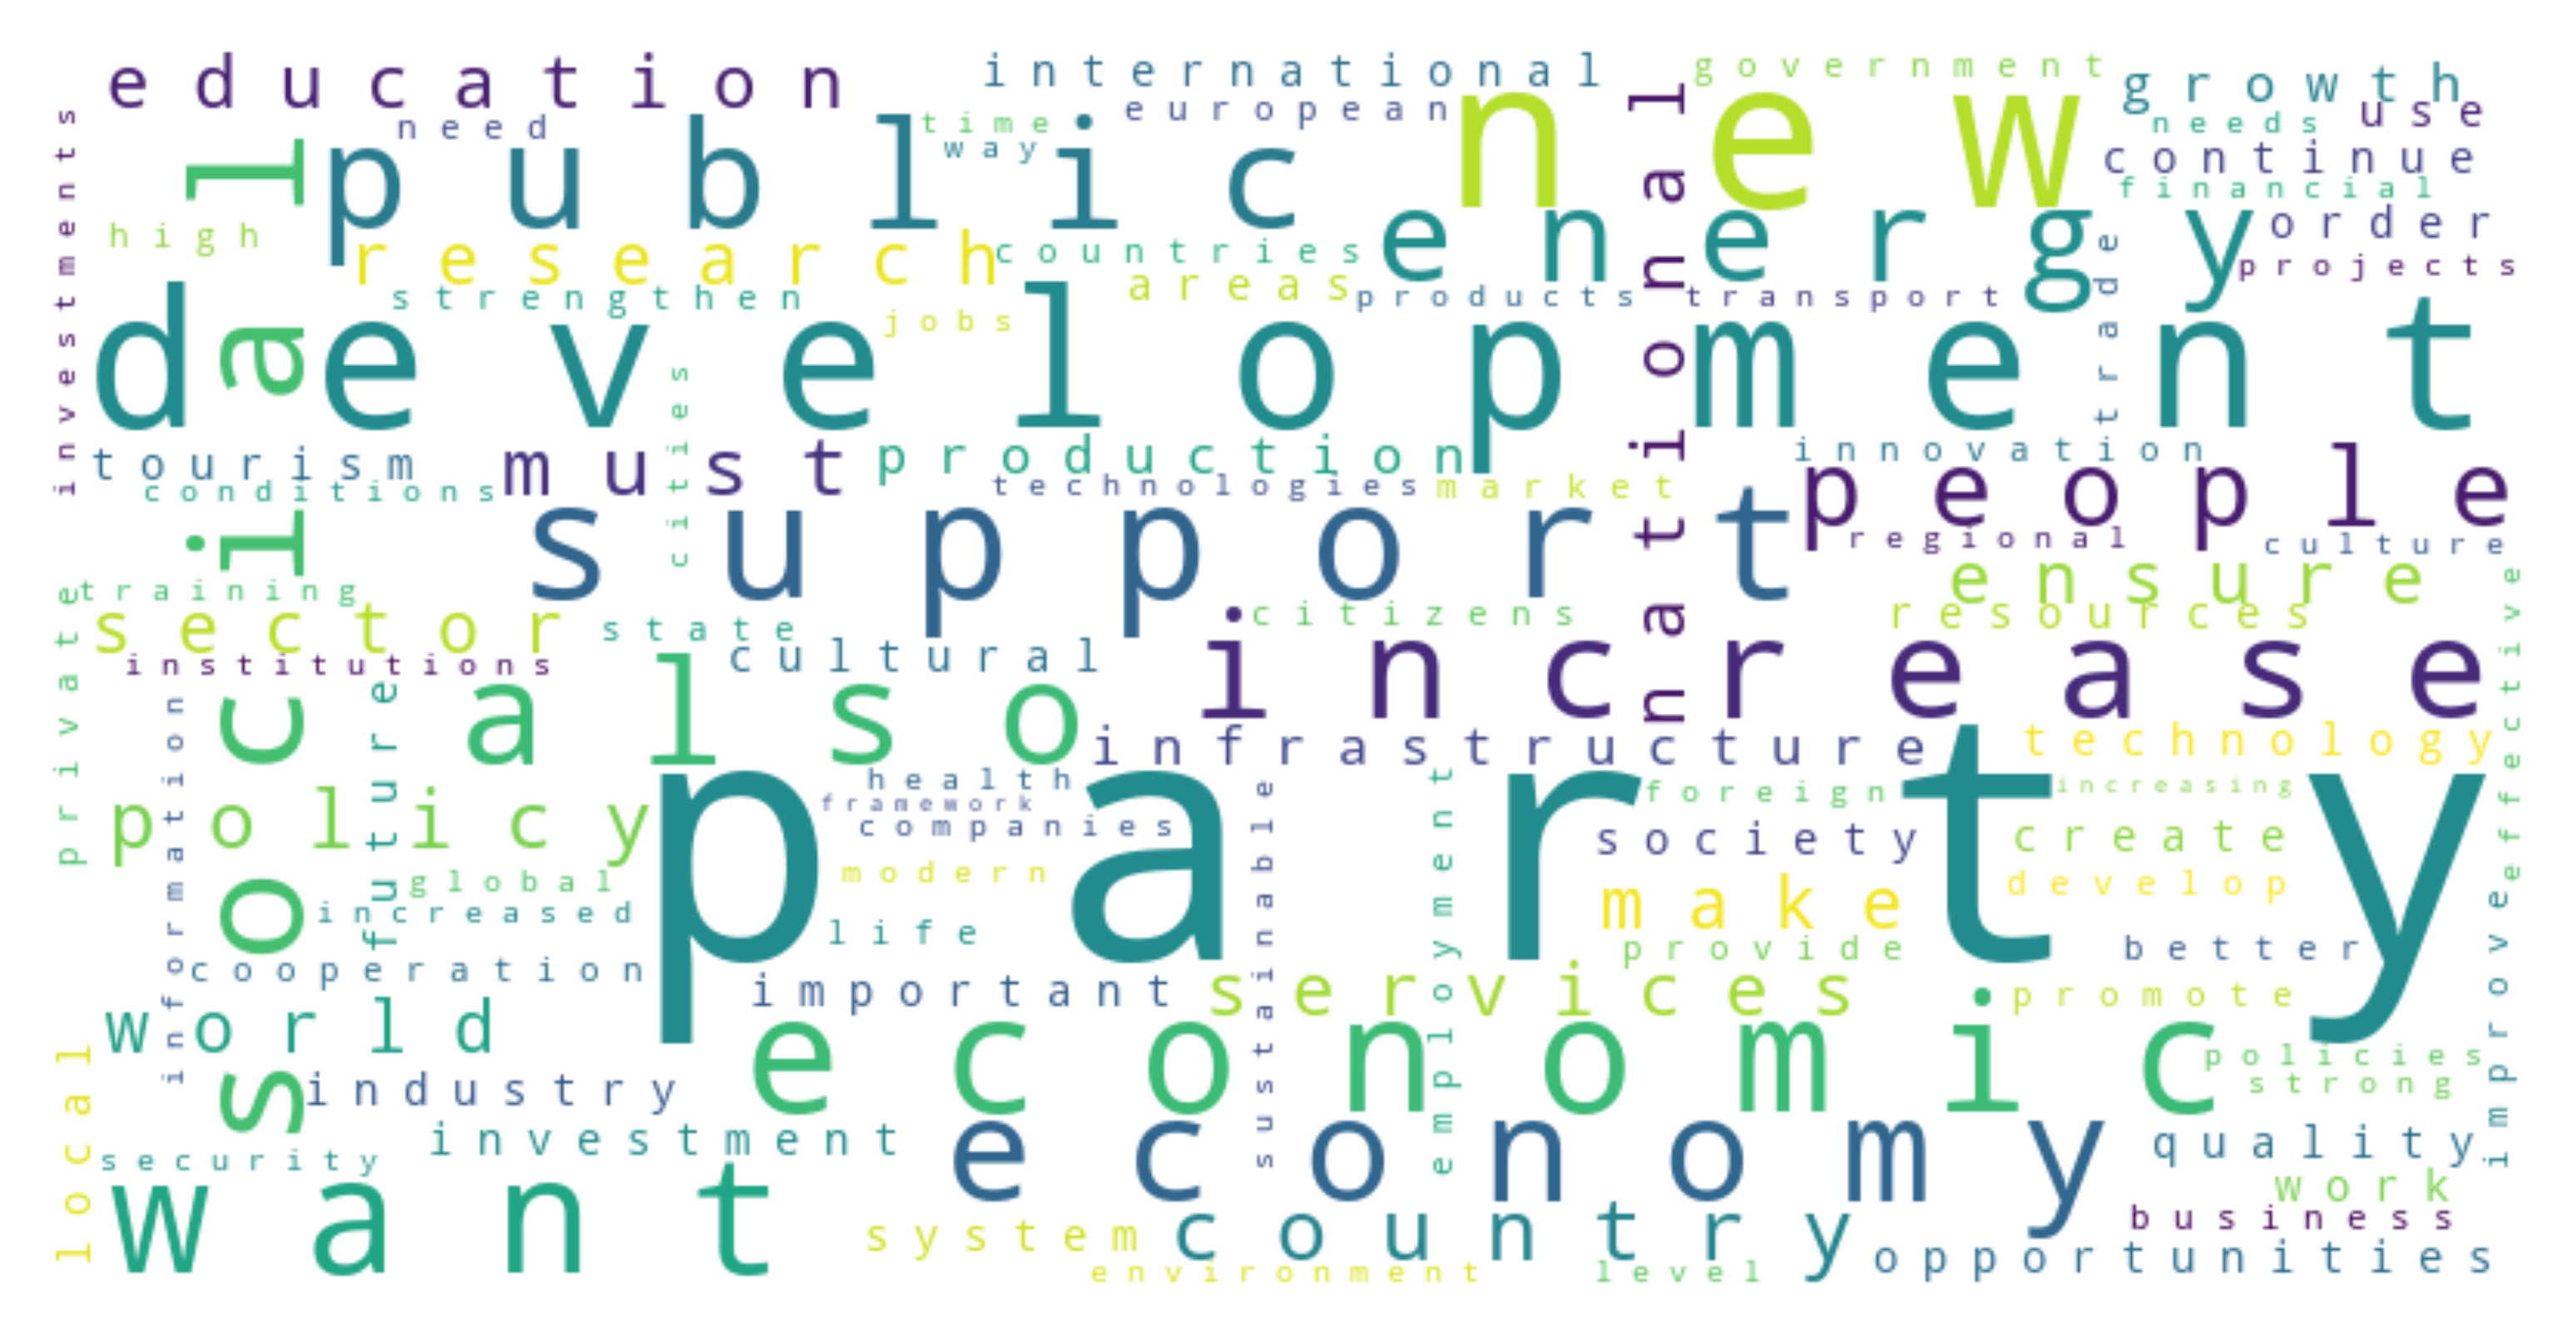 education
international
government
growth
use
need
time
european
new
needs
public
way
continue
financial
high
research
countries
energy
order
areas
projects
strengthen
jobs
products
transport
trade
development
investments
social
national
cities
tourism
must
production
innovation
conditions
technologies
market
people
support
regional
culture
training
ensure
sector
state
citizens
resources
institutions
cultural
increase
private
effective
also
infrastructure
technology
information
future
policy
health
framework
companies
foreign
increasing
society
create
party
modern
global
make
develop
increased
life
provide
better
cooperation
important
services
promote
sustainable
employment
improve
world
economic
policies
strong
industry
local
investment
economy
quality
security
work
want
system
country
business
opportunities
environment
level